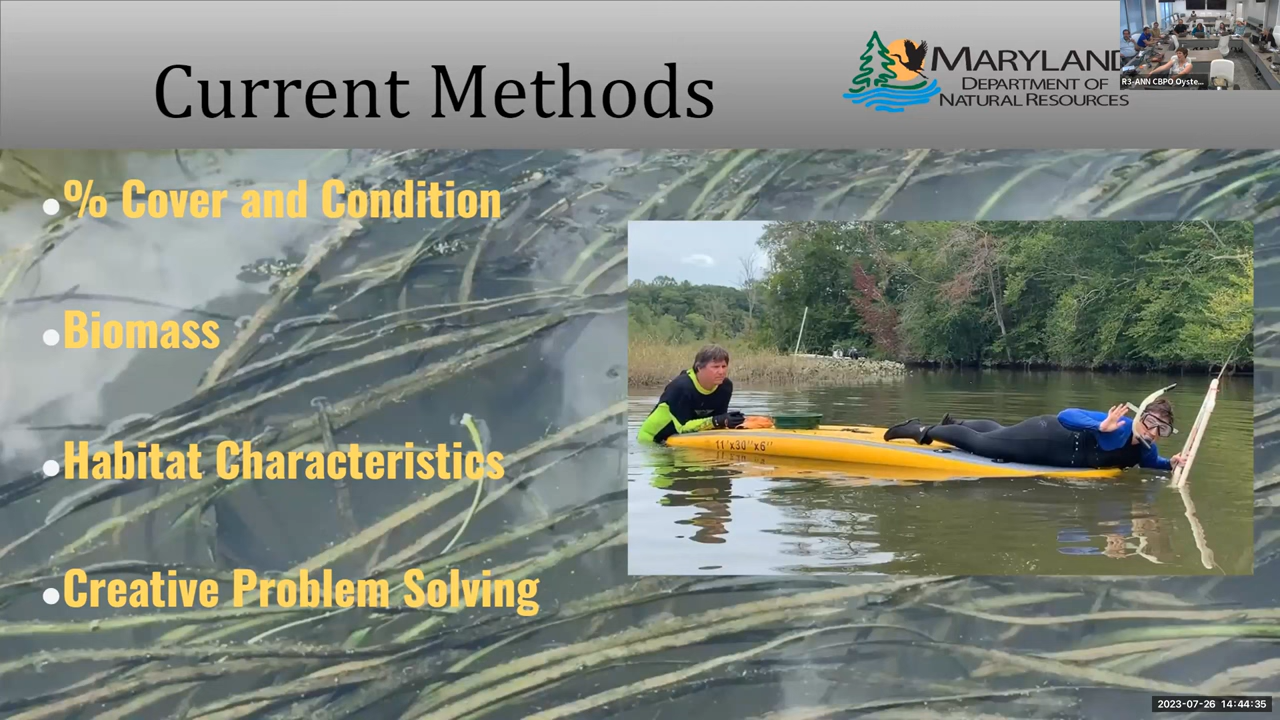 Current Methods
MARYLAND
DEPARTMENT OF
NATURAL RESOURCES
R3-ANN CBPO Oyste...
% Cover and Condition
Biomass
Habitat Characteristics
Creative Problem Solving
11'x30"x6"
2023-07-26 14:44:35